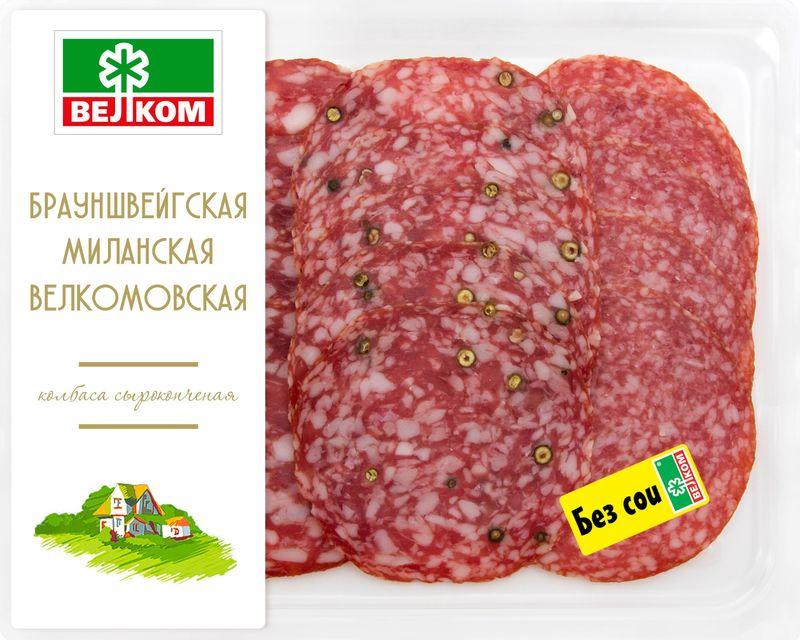 ВЕЛКОМ
БРАУНШВЕЙГСКАЯ
МИЛАНСКАЯ
ВЕЛКОМОВСКАЯ
колбаса сырокопченая
Без сои
ВЕЛКОМ